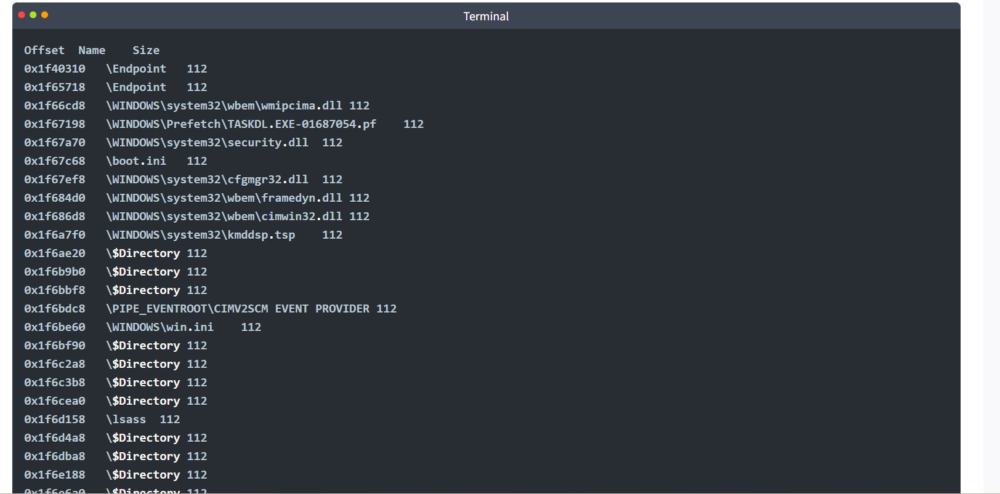 Terminal
Offset  Name    Size
0x1f40310   \Endpoint   112
0x1f65718   \Endpoint   112
0x1f66cd8   \WINDOWS\system32\wbem\wmipcima.dll 112
0x1f67198   \WINDOWS\Prefetch\TASKDL.EXE-01687054.pf    112
0x1f67a70   \WINDOWS\system32\security.dll  112
0x1f67c68   \boot.ini   112
0x1f67ef8   \WINDOWS\system32\cfgmgr32.dll  112
0x1f684d0   \WINDOWS\system32\wbem\framedyn.dll 112
0x1f686d8   \WINDOWS\system32\wbem\cimwin32.dll 112
0x1f6a7f0   \WINDOWS\system32\kmddsp.tsp    112
0x1f6ae20   \$Directory 112
0x1f6b9b0   \$Directory 112
0x1f6bbf8   \$Directory 112
0x1f6bdc8   \PIPE_EVENTROOT\CIMV2SCM EVENT PROVIDER 112
0x1f6be60   \WINDOWS\win.ini    112
0x1f6bf90   \$Directory 112
0x1f6c2a8   \$Directory 112
0x1f6c3b8   \$Directory 112
0x1f6cea0   \$Directory 112
0x1f6d158   \lsass  112
0x1f6d4a8   \$Directory 112
0x1f6dba8   \$Directory 112
0x1f6e188   \$Directory 112
0x1f6e6a0   \$Directory 112